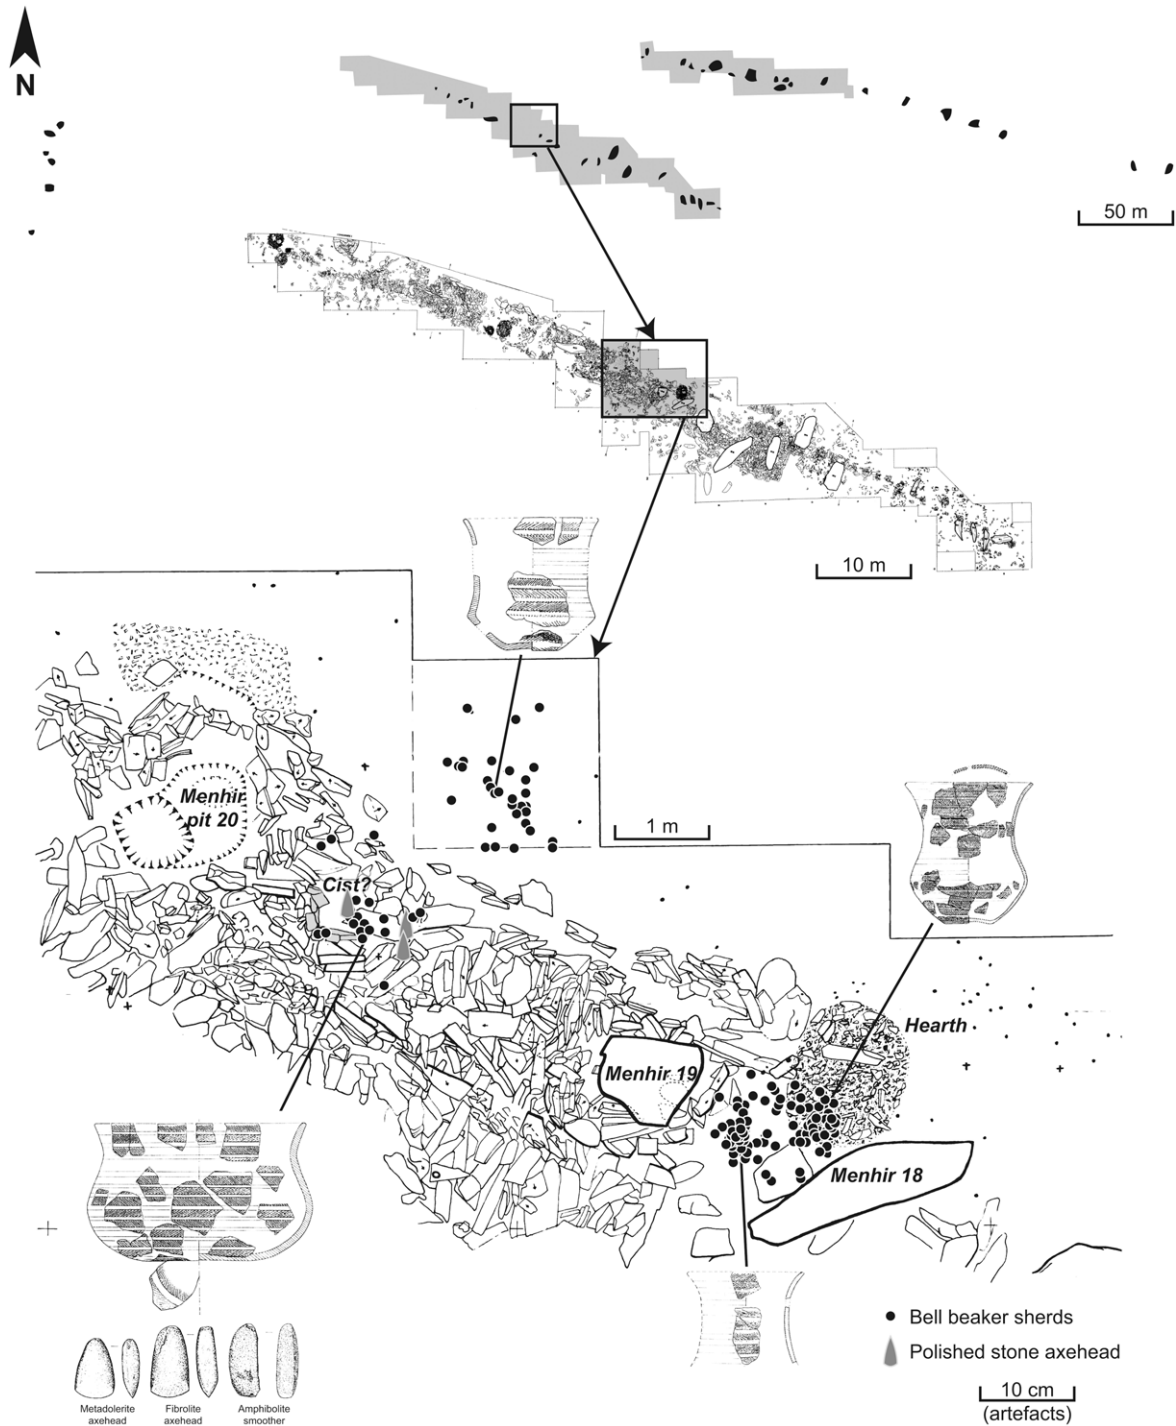 N
50 m
10 m
1 m
Menhir
pit 20
Cist?
Hearth
Menhir 19
Menhir 18
Bell beaker sherds
Polished stone axehead
10 cm
(artefacts)
Metadolerite
axehead
Fibrolite
axehead
Amphibolite
smoother